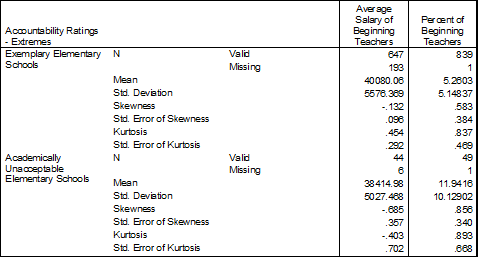 Accountability Ratings - Extremes Average Salary of Beginning Teachers Percent of Beginning Teachers
Exemplary Elementary Schools N Valid 647 839
Missing 193 1
Mean 40080.06 5.2603
Std. Deviation 5576.369 5.14837
Skewness -.132 .583
Std. Error of Skewness .096 .384
Kurtosis .454 .837
Std. Error of Kurtosis .292 .469
Academically Unacceptable Elementary Schools N Valid 44 49
Missing 6 1
Mean 38414.98 11.9416
Std. Deviation 5027.468 10.12902
Skewness -.685 .856
Std. Error of Skewness .357 .340
Kurtosis -.403 .893
Std. Error of Kurtosis .702 .668